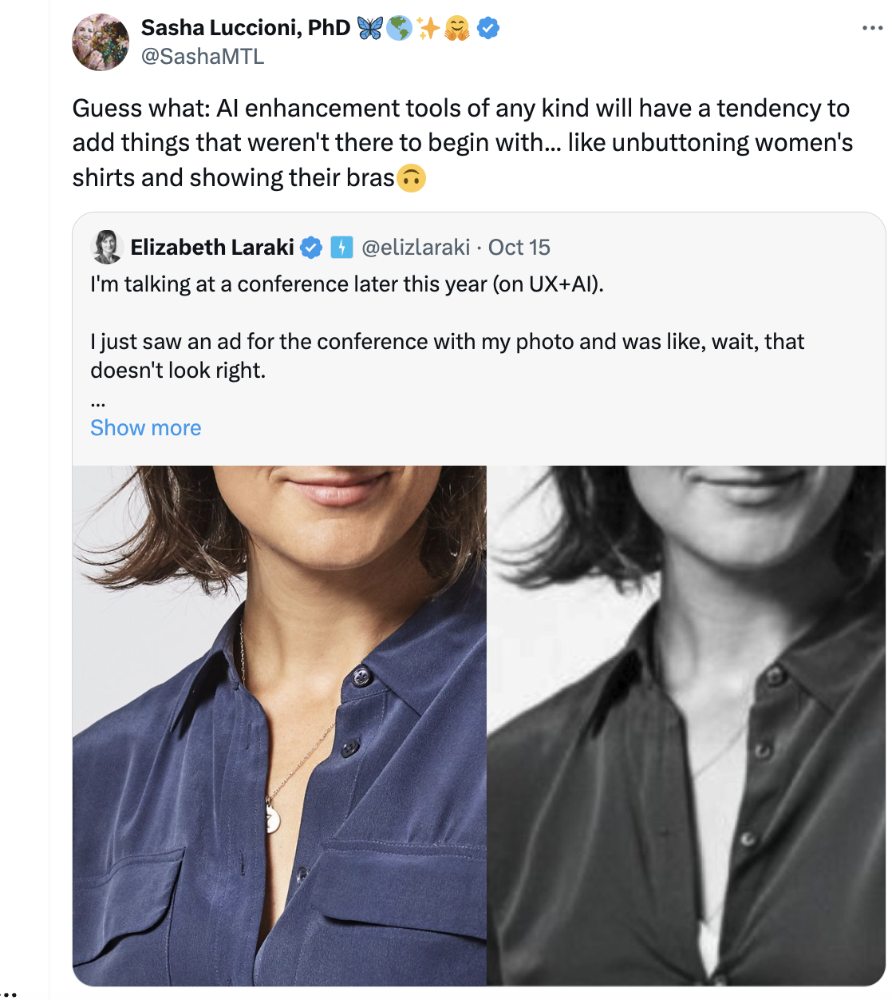 Sasha Luccioni, PhD 🦋🌎✨🤗
@SashaMTL
Guess what: AI enhancement tools of any kind will have a tendency to
add things that weren't there to begin with... like unbuttoning women's
shirts and showing their bras🙃
Elizabeth Laraki @elizlaraki · Oct 15
I'm talking at a conference later this year (on UX+AI).
I just saw an ad for the conference with my photo and was like, wait, that
doesn't look right.
...
Show more